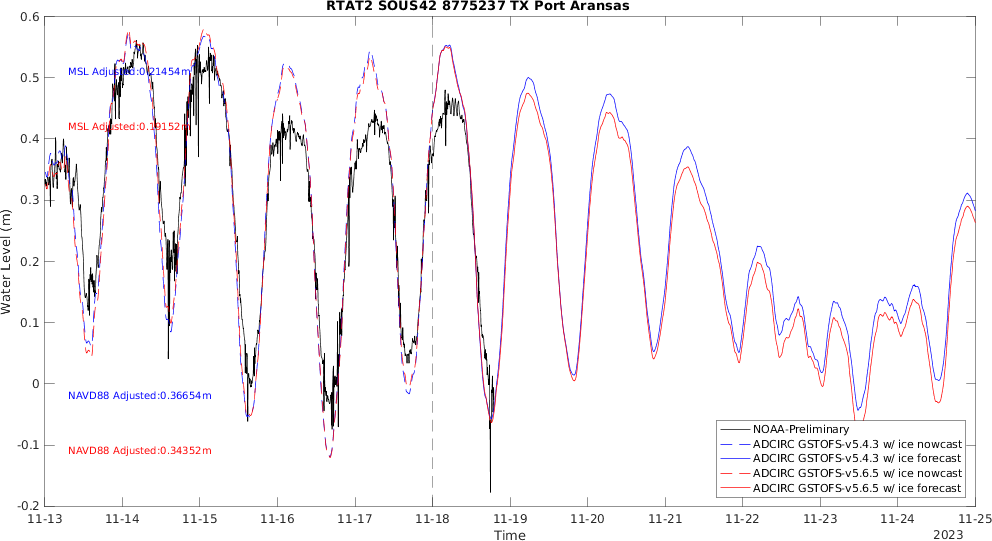 RTAT2 SOUS42 8775237 TX Port Aransas
0.6
0.5
0.4
0.3
0.2
0.1
0
-0.1
-0.2
Water Level (m)
MSL Adjusted:0.21454m
MSL Adjusted:0.19152m
NAVD88 Adjusted:0.36654m
NAVD88 Adjusted:0.34352m
NOAA-Preliminary
ADCIRC GSTOFS-v5.4.3 w/ ice nowcast
ADCIRC GSTOFS-v5.4.3 w/ ice forecast
ADCIRC GSTOFS-v5.6.5 w/ ice nowcast
ADCIRC GSTOFS-v5.6.5 w/ ice forecast
11-13 11-14 11-15 11-16 11-17 11-18 11-19 11-20 11-21 11-22 11-23 11-24 11-25
Time
2023